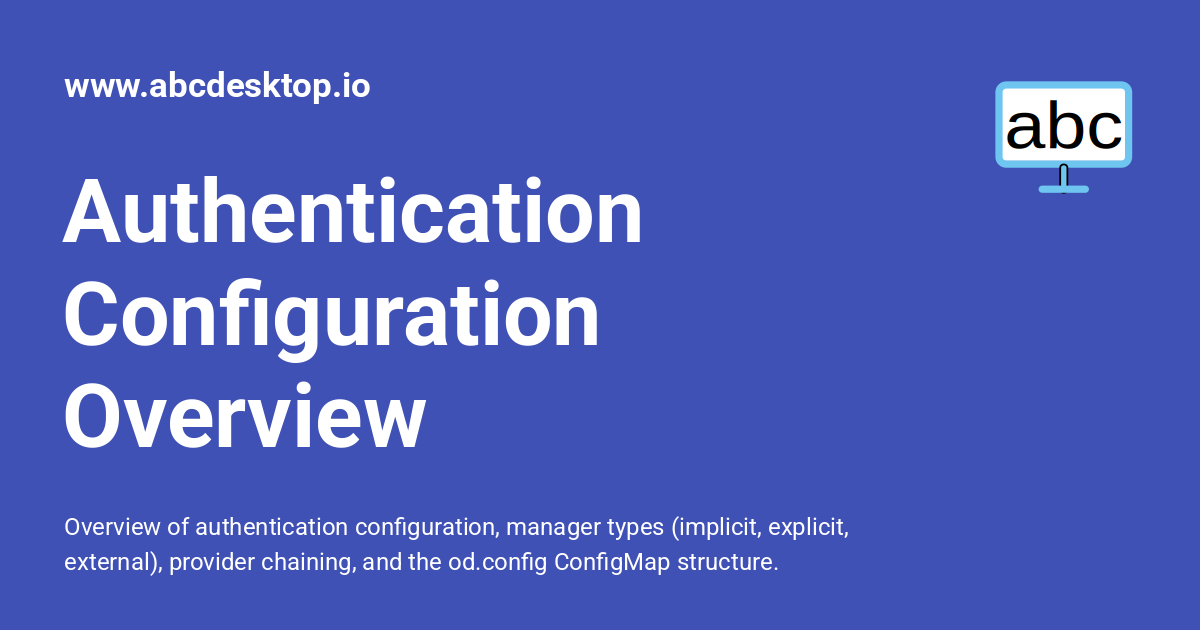 www.abcdesktop.io
abc
Authentication
Configuration
Overview
Overview of authentication configuration, manager types (implicit, explicit,
external), provider chaining, and the od.config ConfigMap structure.